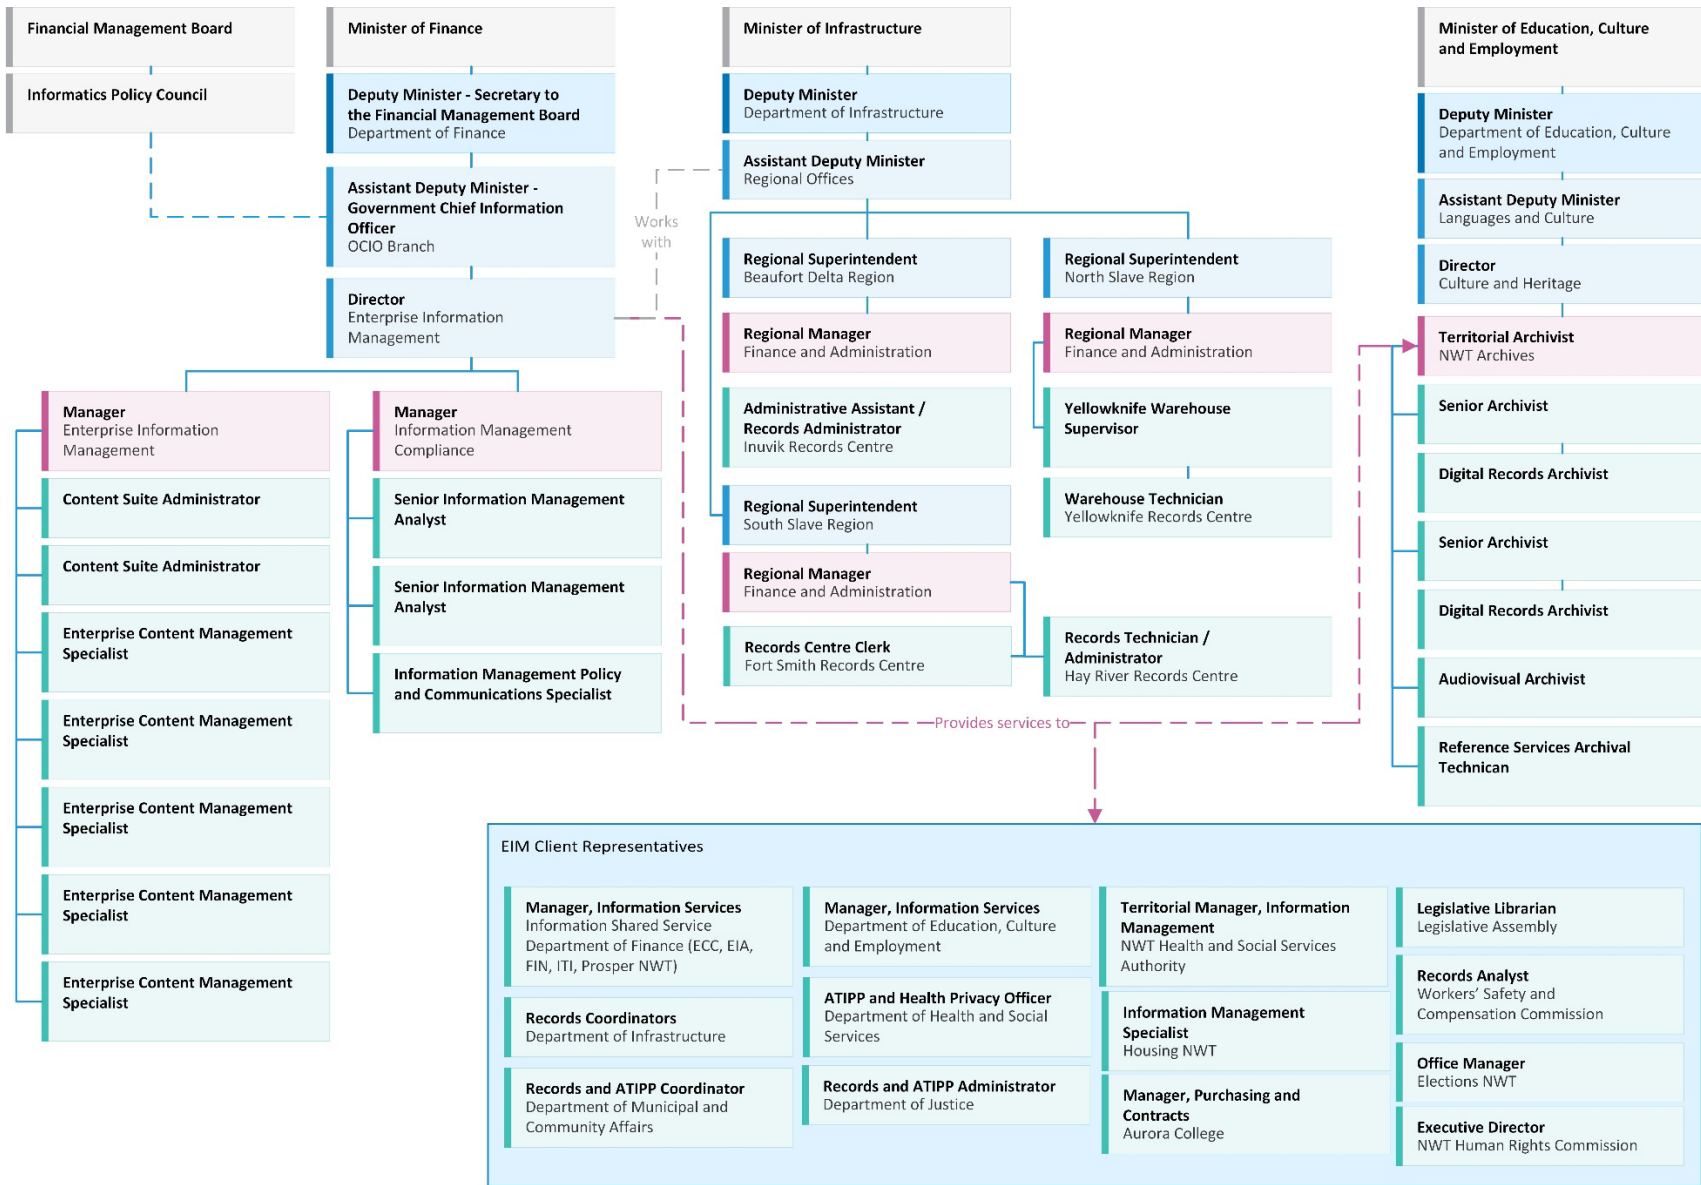 Financial Management Board
Informatics Policy Council
Minister of Finance
Deputy Minister - Secretary to
the Financial Management Board
Department of Finance
Assistant Deputy Minister -
Government Chief Information
Officer
OCIO Branch
Director
Enterprise Information
Management
Manager
Enterprise Information
Management
Content Suite Administrator
Content Suite Administrator
Enterprise Content Management
Specialist
Enterprise Content Management
Specialist
Enterprise Content Management
Specialist
Enterprise Content Management
Specialist
Enterprise Content Management
Specialist
Manager
Information Management
Compliance
Senior Information Management
Analyst
Senior Information Management
Analyst
Information Management Policy
and Communications Specialist
Works
with
Minister of Infrastructure
Deputy Minister
Department of Infrastructure
Assistant Deputy Minister
Regional Offices
Regional Superintendent
Beaufort Delta Region
Regional Manager
Finance and Administration
Administrative Assistant /
Records Administrator
Inuvik Records Centre
Regional Superintendent
South Slave Region
Regional Manager
Finance and Administration
Records Centre Clerk
Fort Smith Records Centre
Regional Superintendent
North Slave Region
Regional Manager
Finance and Administration
Yellowknife Warehouse
Supervisor
Warehouse Technician
Yellowknife Records Centre
Records Technician /
Administrator
Hay River Records Centre
Provides services to
Minister of Education, Culture
and Employment
Deputy Minister
Department of Education, Culture
and Employment
Assistant Deputy Minister
Languages and Culture
Director
Culture and Heritage
Territorial Archivist
NWT Archives
Senior Archivist
Digital Records Archivist
Senior Archivist
Digital Records Archivist
Audiovisual Archivist
Reference Services Archival
Technican
EIM Client Representatives
Manager, Information Services
Information Shared Service
Department of Finance (ECC, EIA,
FIN, ITI, Prosper NWT)
Records Coordinators
Department of Infrastructure
Records and ATIPP Coordinator
Department of Municipal and
Community Affairs
Manager, Information Services
Department of Education, Culture
and Employment
ATIPP and Health Privacy Officer
Department of Health and Social
Services
Records and ATIPP Administrator
Department of Justice
Territorial Manager, Information
Management
NWT Health and Social Services
Authority
Information Management
Specialist
Housing NWT
Manager, Purchasing and
Contracts
Aurora College
Legislative Librarian
Legislative Assembly
Records Analyst
Workers' Safety and
Compensation Commission
Office Manager
Elections NWT
Executive Director
NWT Human Rights Commission